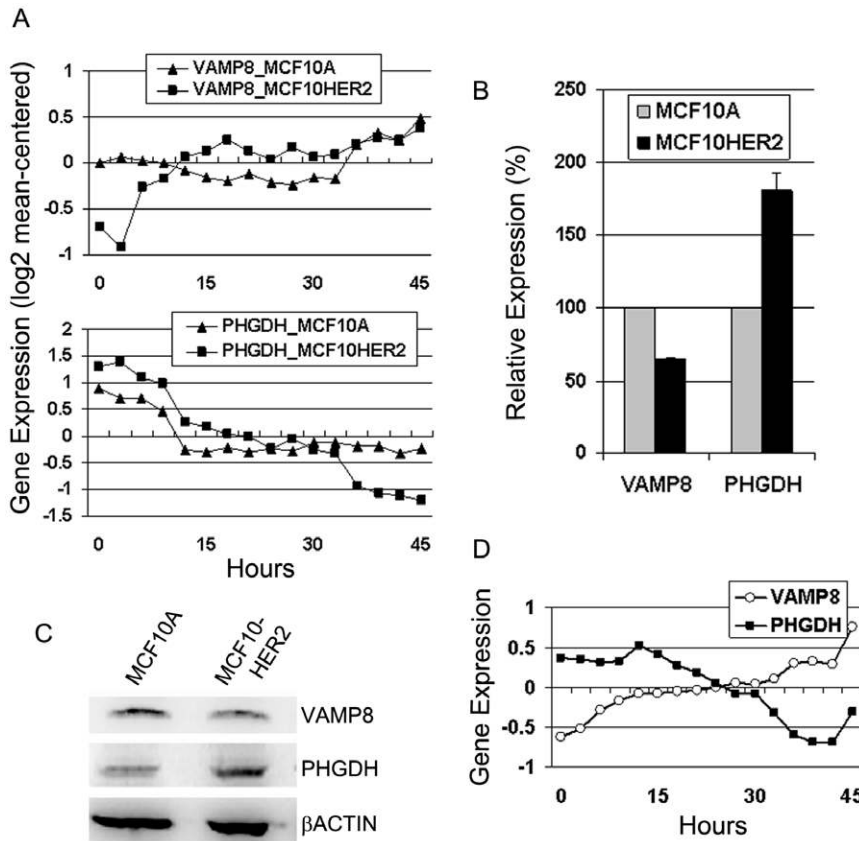 A
Gene Expression (log2 mean-centered)
VAMP8_MCF10A
VAMP8_MCF10HER2
1
0.5
0
-0.5
-1
0 15 30 45
PHGDH_MCF10A
PHGDH_MCF10HER2
2
1.5
1
0.5
0
-0.5
-1
-1.5
0 15 30 45
Hours
B
Relative Expression (%)
MCF10A
MCF10HER2
250
200
150
100
50
0
VAMP8 PHGDH
C
MCF10A
MCF10-
HER2
VAMP8
PHGDH
βACTIN
D
Gene Expression
VAMP8
PHGDH
1
0.5
0
-0.5
-1
0 15 30 45
Hours